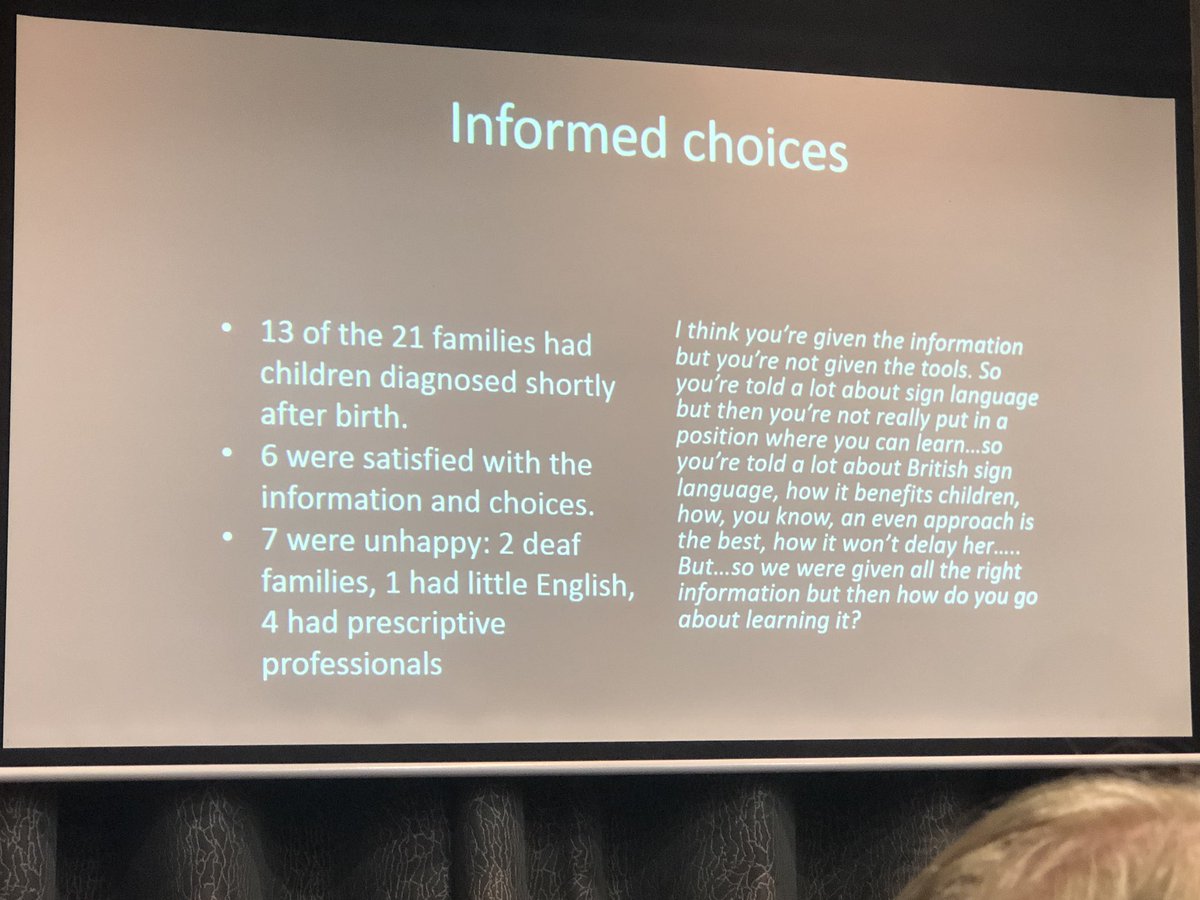 Informed choices
• 13 of the 21 families had
children diagnosed shortly
after birth.
• 6 were satisfied with the
information and choices.
• 7 were unhappy: 2 deaf
families, 1 had little English,
4 had prescriptive
professionals
I think you’re given the information
but you’re not given the tools. So
you’re told a lot about sign language
but then you’re not really put in a
position where you can learn...so
you’re told a lot about British sign
language, how it benefits children,
how, you know, an even approach is
the best, how it won’t delay her.....
But...so we were given all the right
information but then how do you go
about learning it?